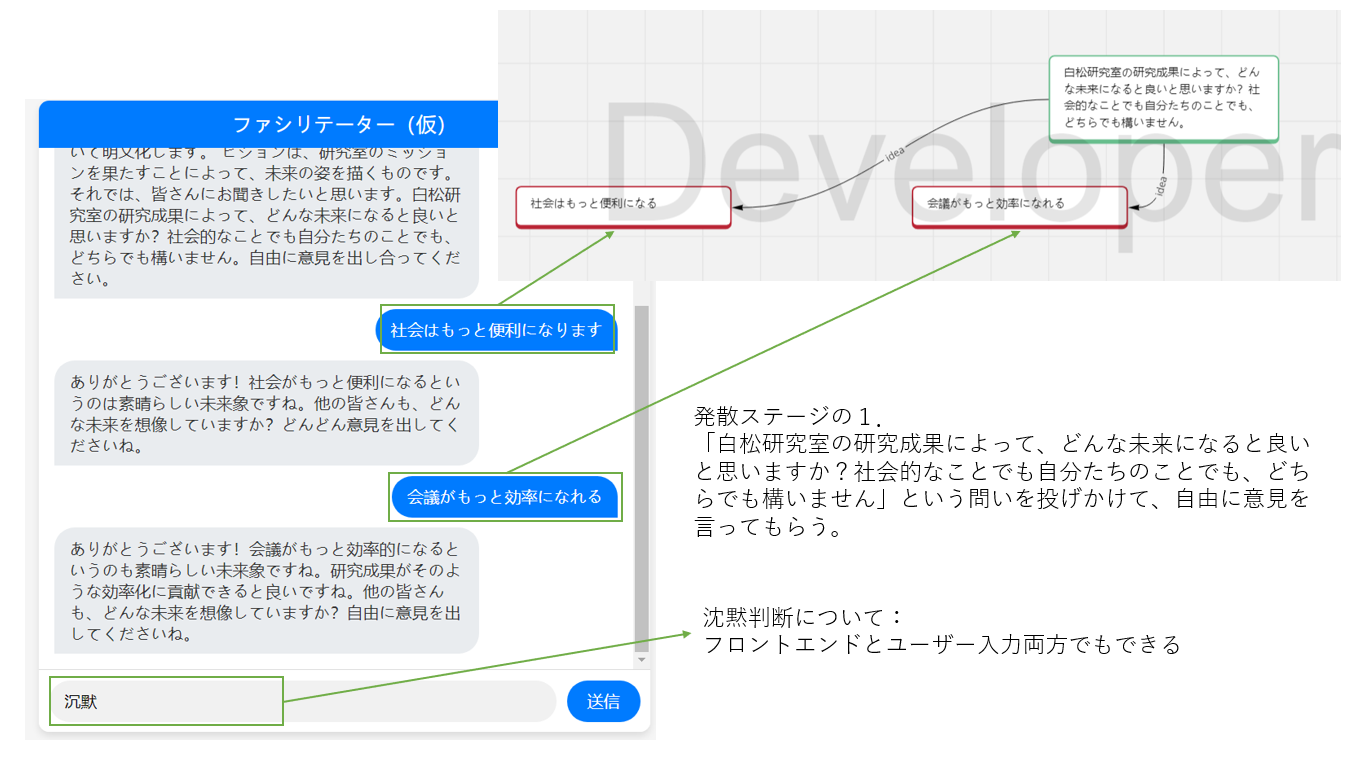 ファシリテーター（仮）
いて明文化します。 ビジョンは、研究室のミッショ
ンを果たすことによって、未来の姿を描くものです。
それでは、皆さんにお聞きしたいと思います。白松研
究室の研究成果によって、どんな未来になると良いと
思いますか？社会的なことでも自分たちのことでも、
どちらでも構いません。自由に意見を出し合ってくだ
さい。
社会はもっと便利になります
ありがとうございます！社会がもっと便利になるとい
うのは素晴らしい未来象ですね。他の皆さんも、どん
な未来を想像していますか？どんどん意見を出してく
ださいね。
会議がもっと効率になれる
ありがとうございます！会議がもっと効率的になると
いうのも素晴らしい未来象ですね。研究成果がそのよ
うな効率化に貢献できると良いですね。他の皆さん
も、どんな未来を想像していますか？自由に意見を出
してくださいね。
沉默
送信
Developer
白松研究室の研究成果によって、どん
な未来になると良いと思いますか？社
会的なことでも自分たちのことでも、
どちらでも構いません。
idea
idea
社会はもっと便利になる
会議がもっと効率になれる
発散ステージの１．
「白松研究室の研究成果によって、どんな未来になると良い
と思いますか？社会的なことでも自分たちのことでも、どち
らでも構いません」という問いを投げかけて、自由に意見を
言ってもらう。
沈黙判断について：
フロントエンドとユーザー入力両方でもできる